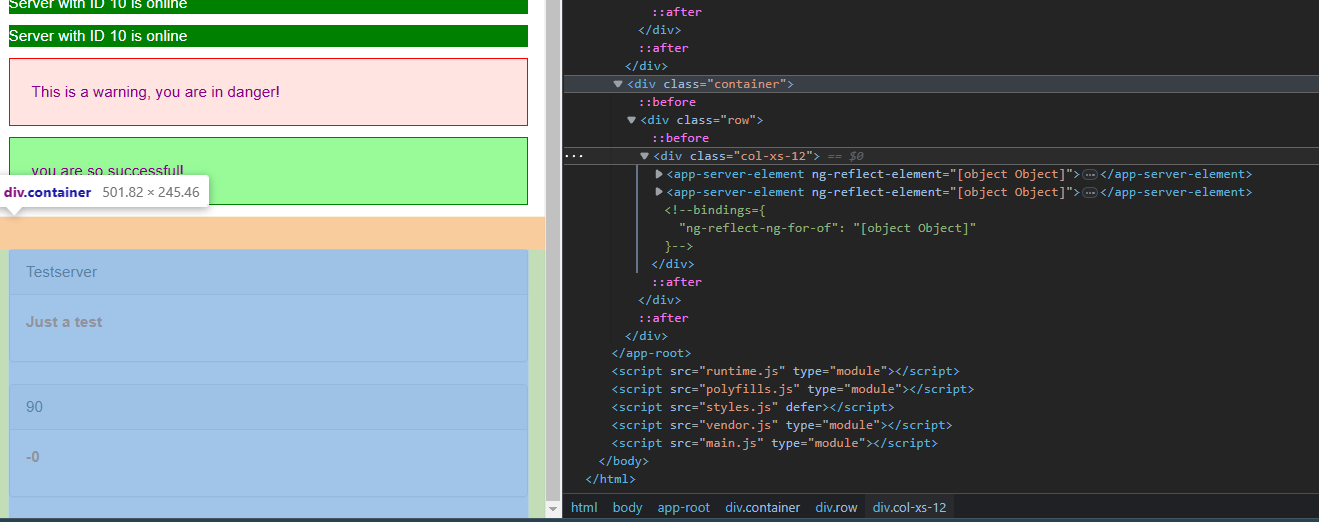 Server with ID 10 is online
Server with ID 10 is online
This is a warning, you are in danger!
you are so successful!
div.container 501.82 × 245.46
Testserver
Just a test
90
-0
::after
</div>
::after
</div>
<div class="container">
::before
<div class="row">
::before
··· <div class="col-xs-12"> == $0
<app-server-element ng-reflect-element="[object Object]">…</app-server-element>
<app-server-element ng-reflect-element="[object Object]">…</app-server-element>
<!--bindings={
"ng-reflect-ng-for-of": "[object Object]"
}-->
</div>
::after
</div>
::after
</div>
</app-root>
<script src="runtime.js" type="module"></script>
<script src="polyfills.js" type="module"></script>
<script src="styles.js" defer></script>
<script src="vendor.js" type="module"></script>
<script src="main.js" type="module"></script>
</body>
</html>
html body app-root div.container div.row div.col-xs-12